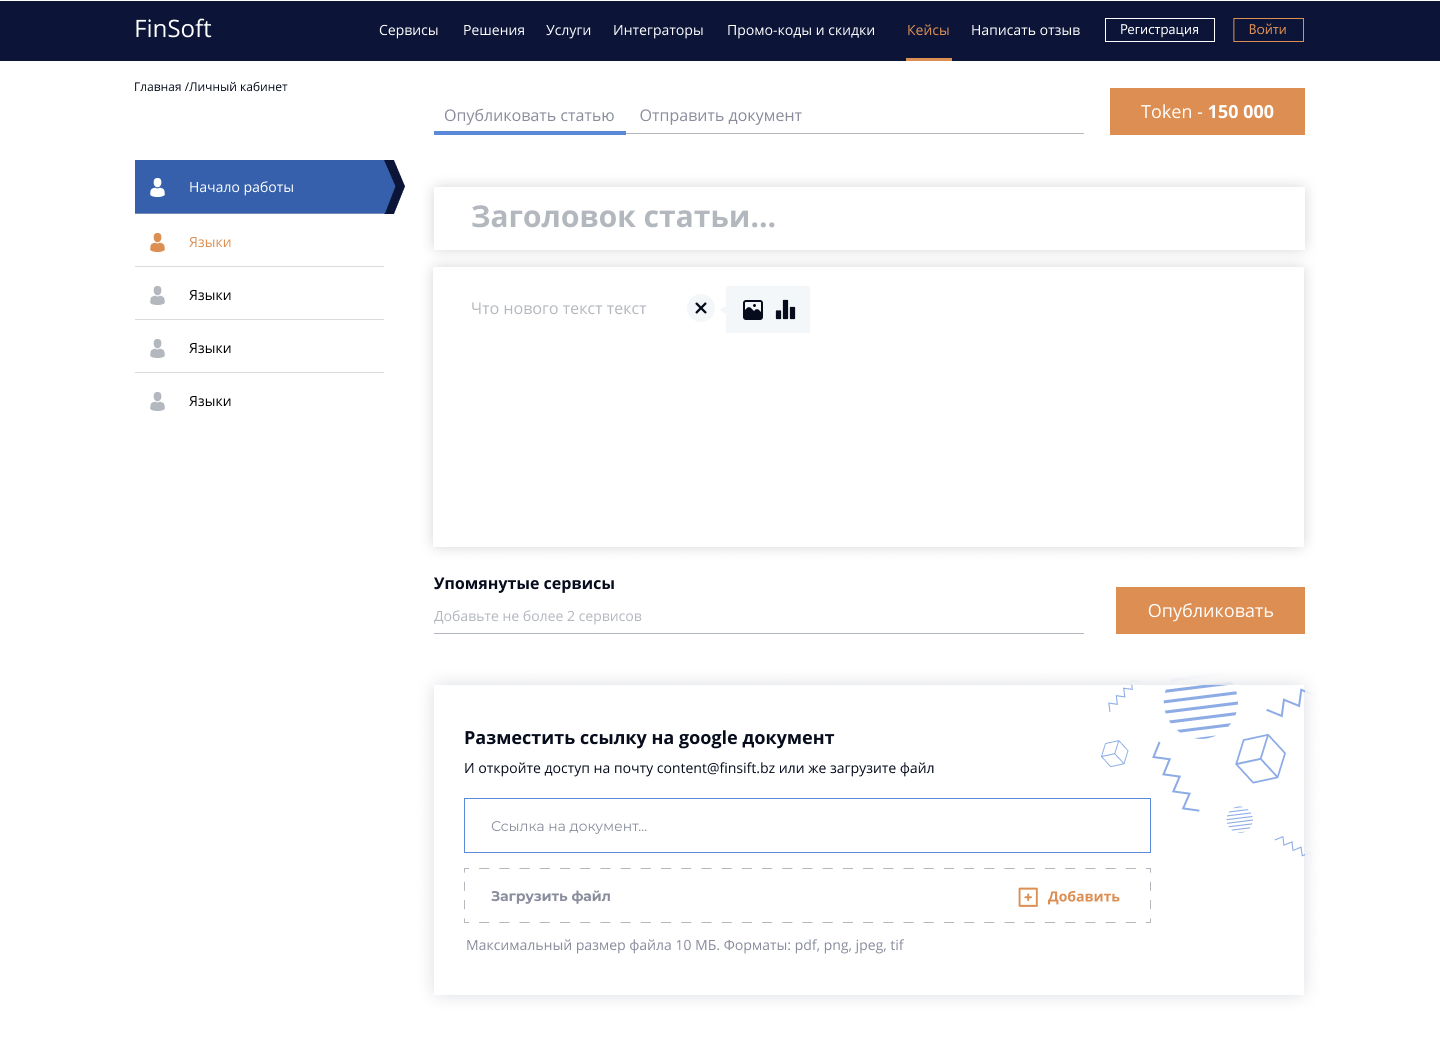 FinSoft
Сервисы Решения Услуги Интеграторы Промо-коды и скидки Кейсы Написать отзыв Регистрация Войти
Главная /Личный кабинет
Опубликовать статью Отправить документ
Token - 150 000
Начало работы
Языки
Языки
Языки
Языки
Заголовок статьи...
Что нового текст текст
Упомянутые сервисы
Добавьте не более 2 сервисов
Опубликовать
Разместить ссылку на google документ
И откройте доступ на почту content@finsift.bz или же загрузите файл
Ссылка на документ...
Загрузить файл Добавить
Максимальный размер файла 10 МБ. Форматы: pdf, png, jpeg, tif